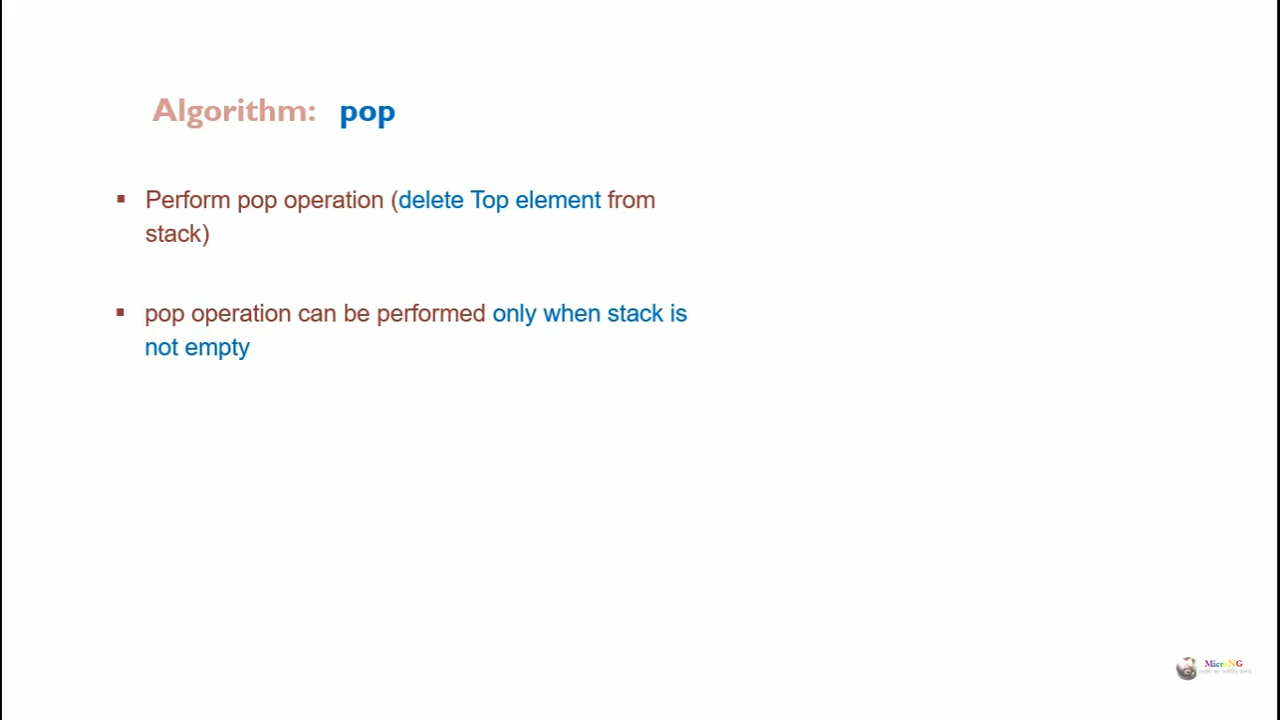 Algorithm: pop
▪ Perform pop operation (delete Top element from
stack)
▪ pop operation can be performed only when stack is
not empty
MicroNG